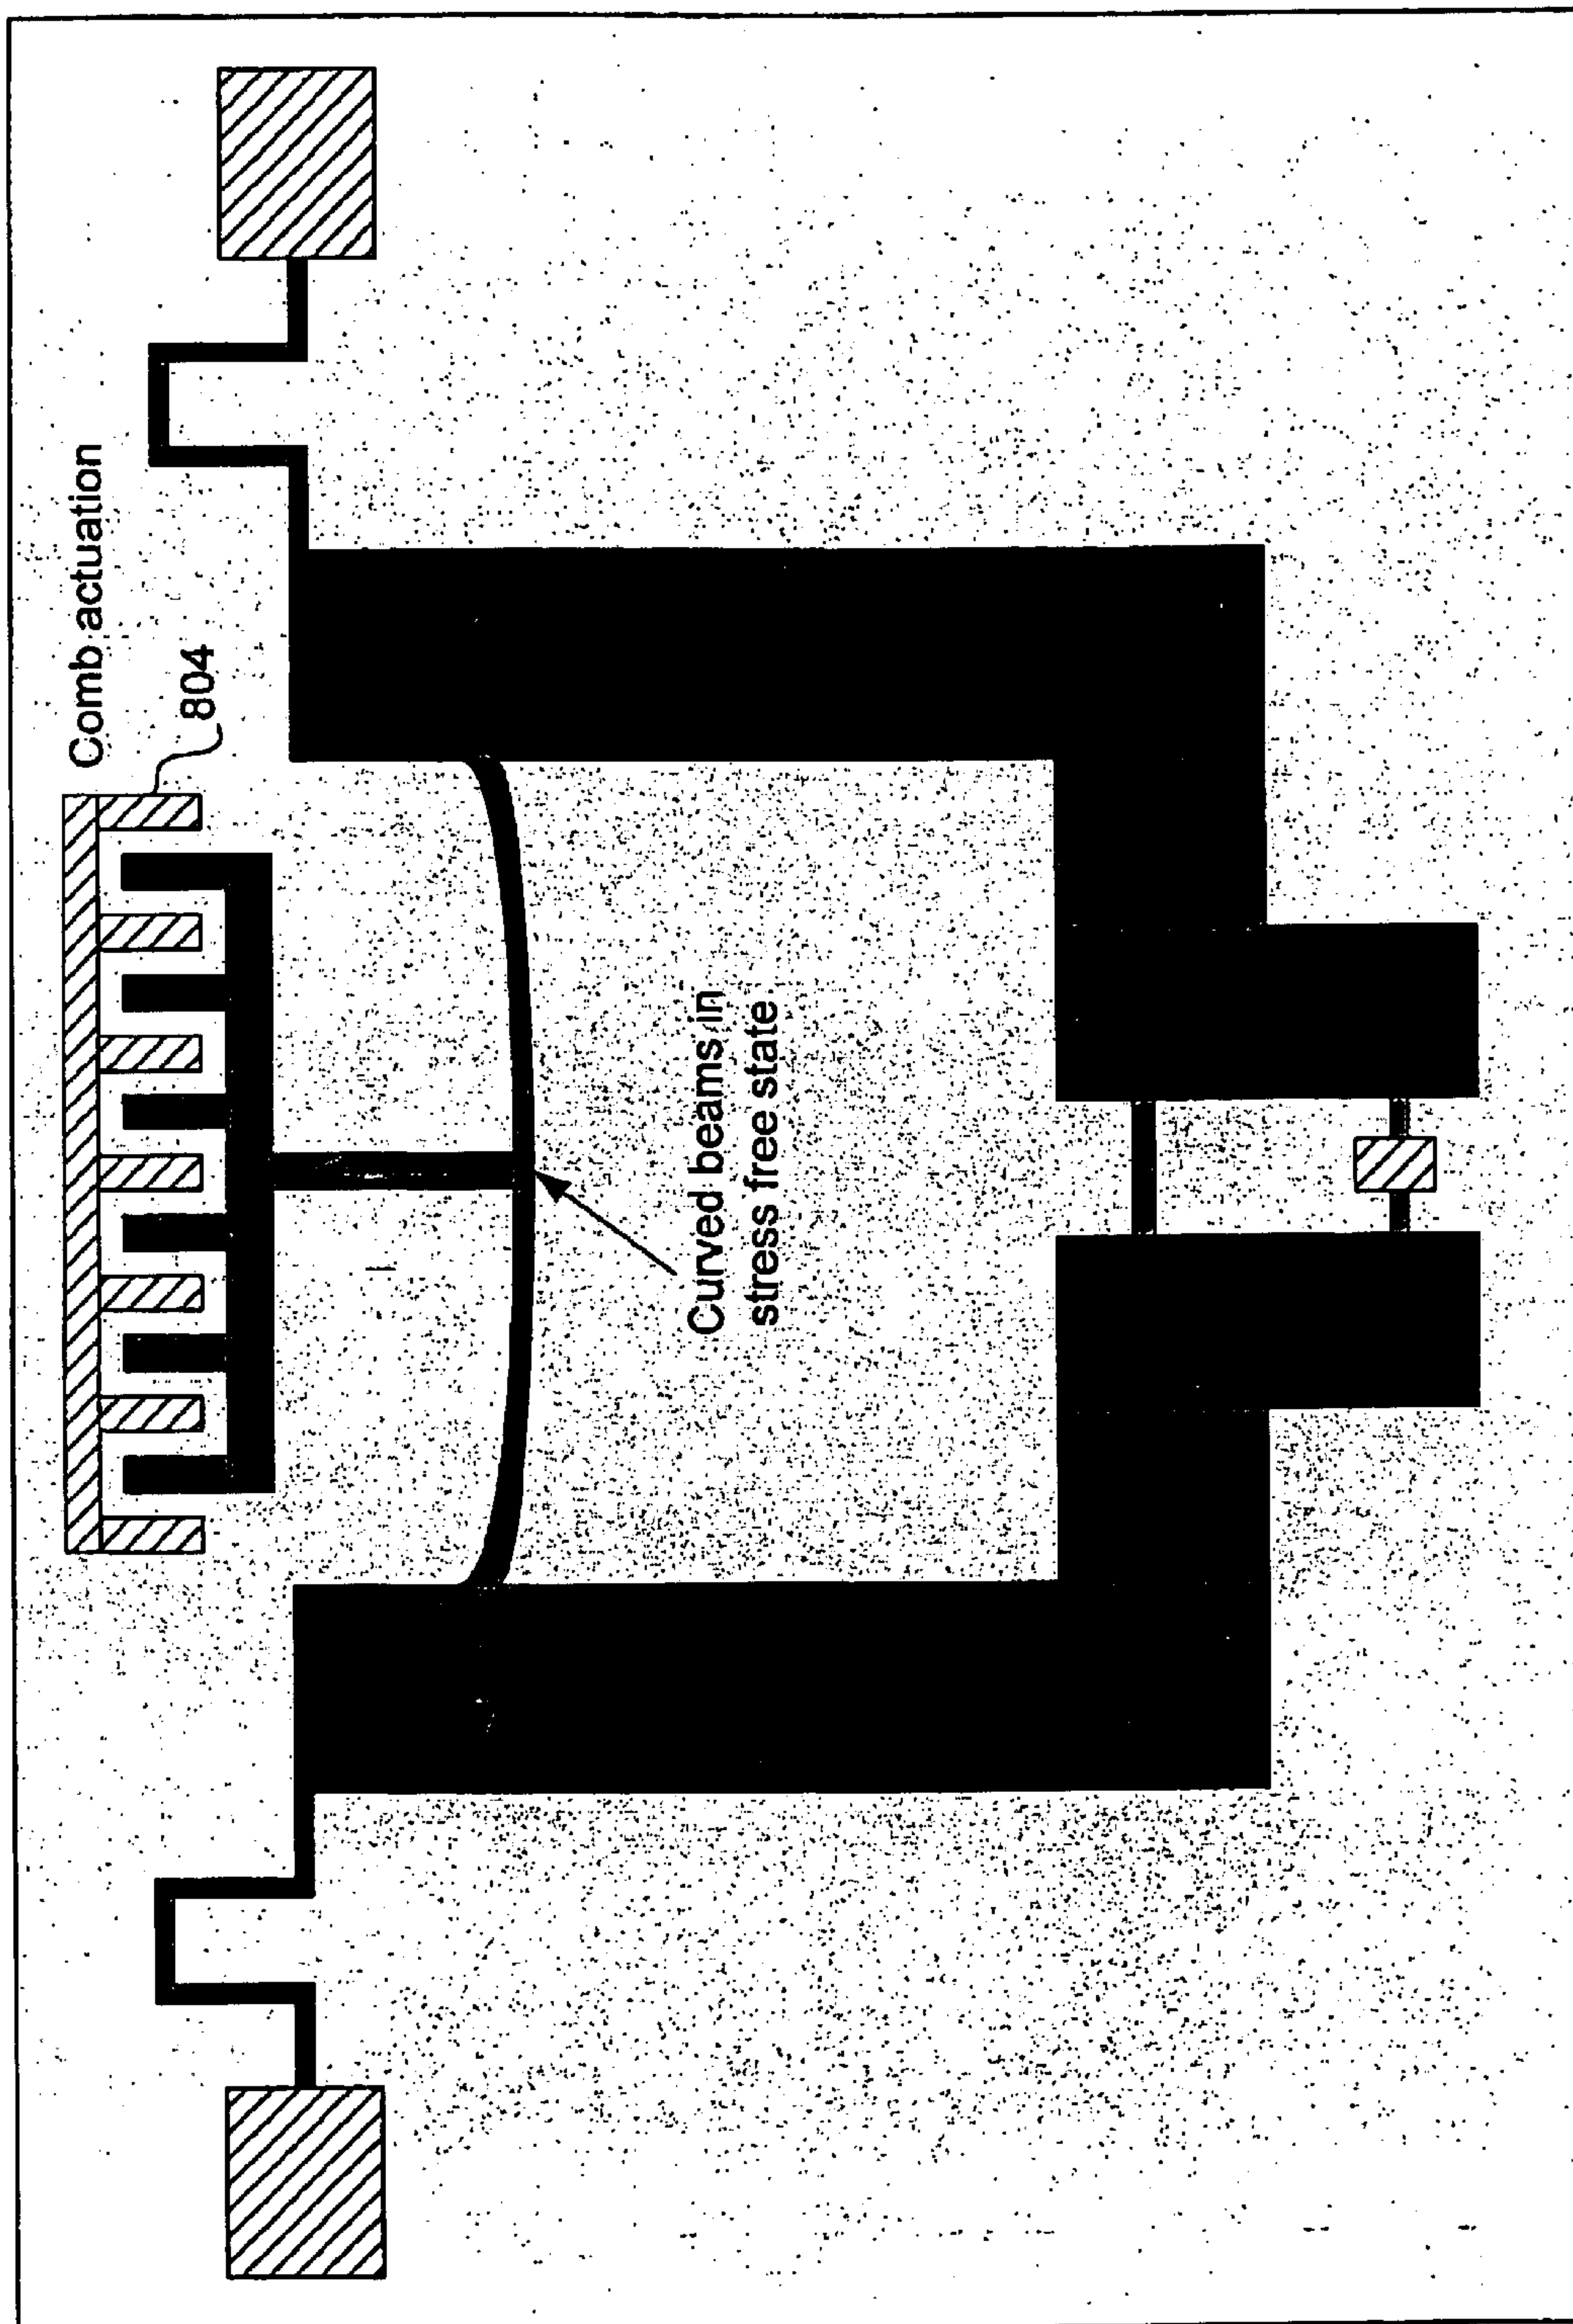 Comb actuation
804
Curved beams in
stress free state